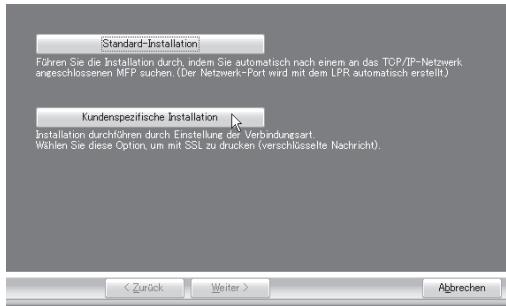 Standard-Installation
Führen Sie die Installation durch, indem Sie automatisch nach einem an das TCP/IP-Netzwerk
angeschlossenen MFP suchen. (Der Netzwerk-Port wird mit dem LPR automatisch erstellt.)
Kundenspezifische Installation
Installation durchführen durch Einstellung der Verbindungsart.
Wählen Sie diese Option, um mit SSL zu drucken (verschlüsselte Nachricht).
< Zurück
Weiter >
Abbrechen